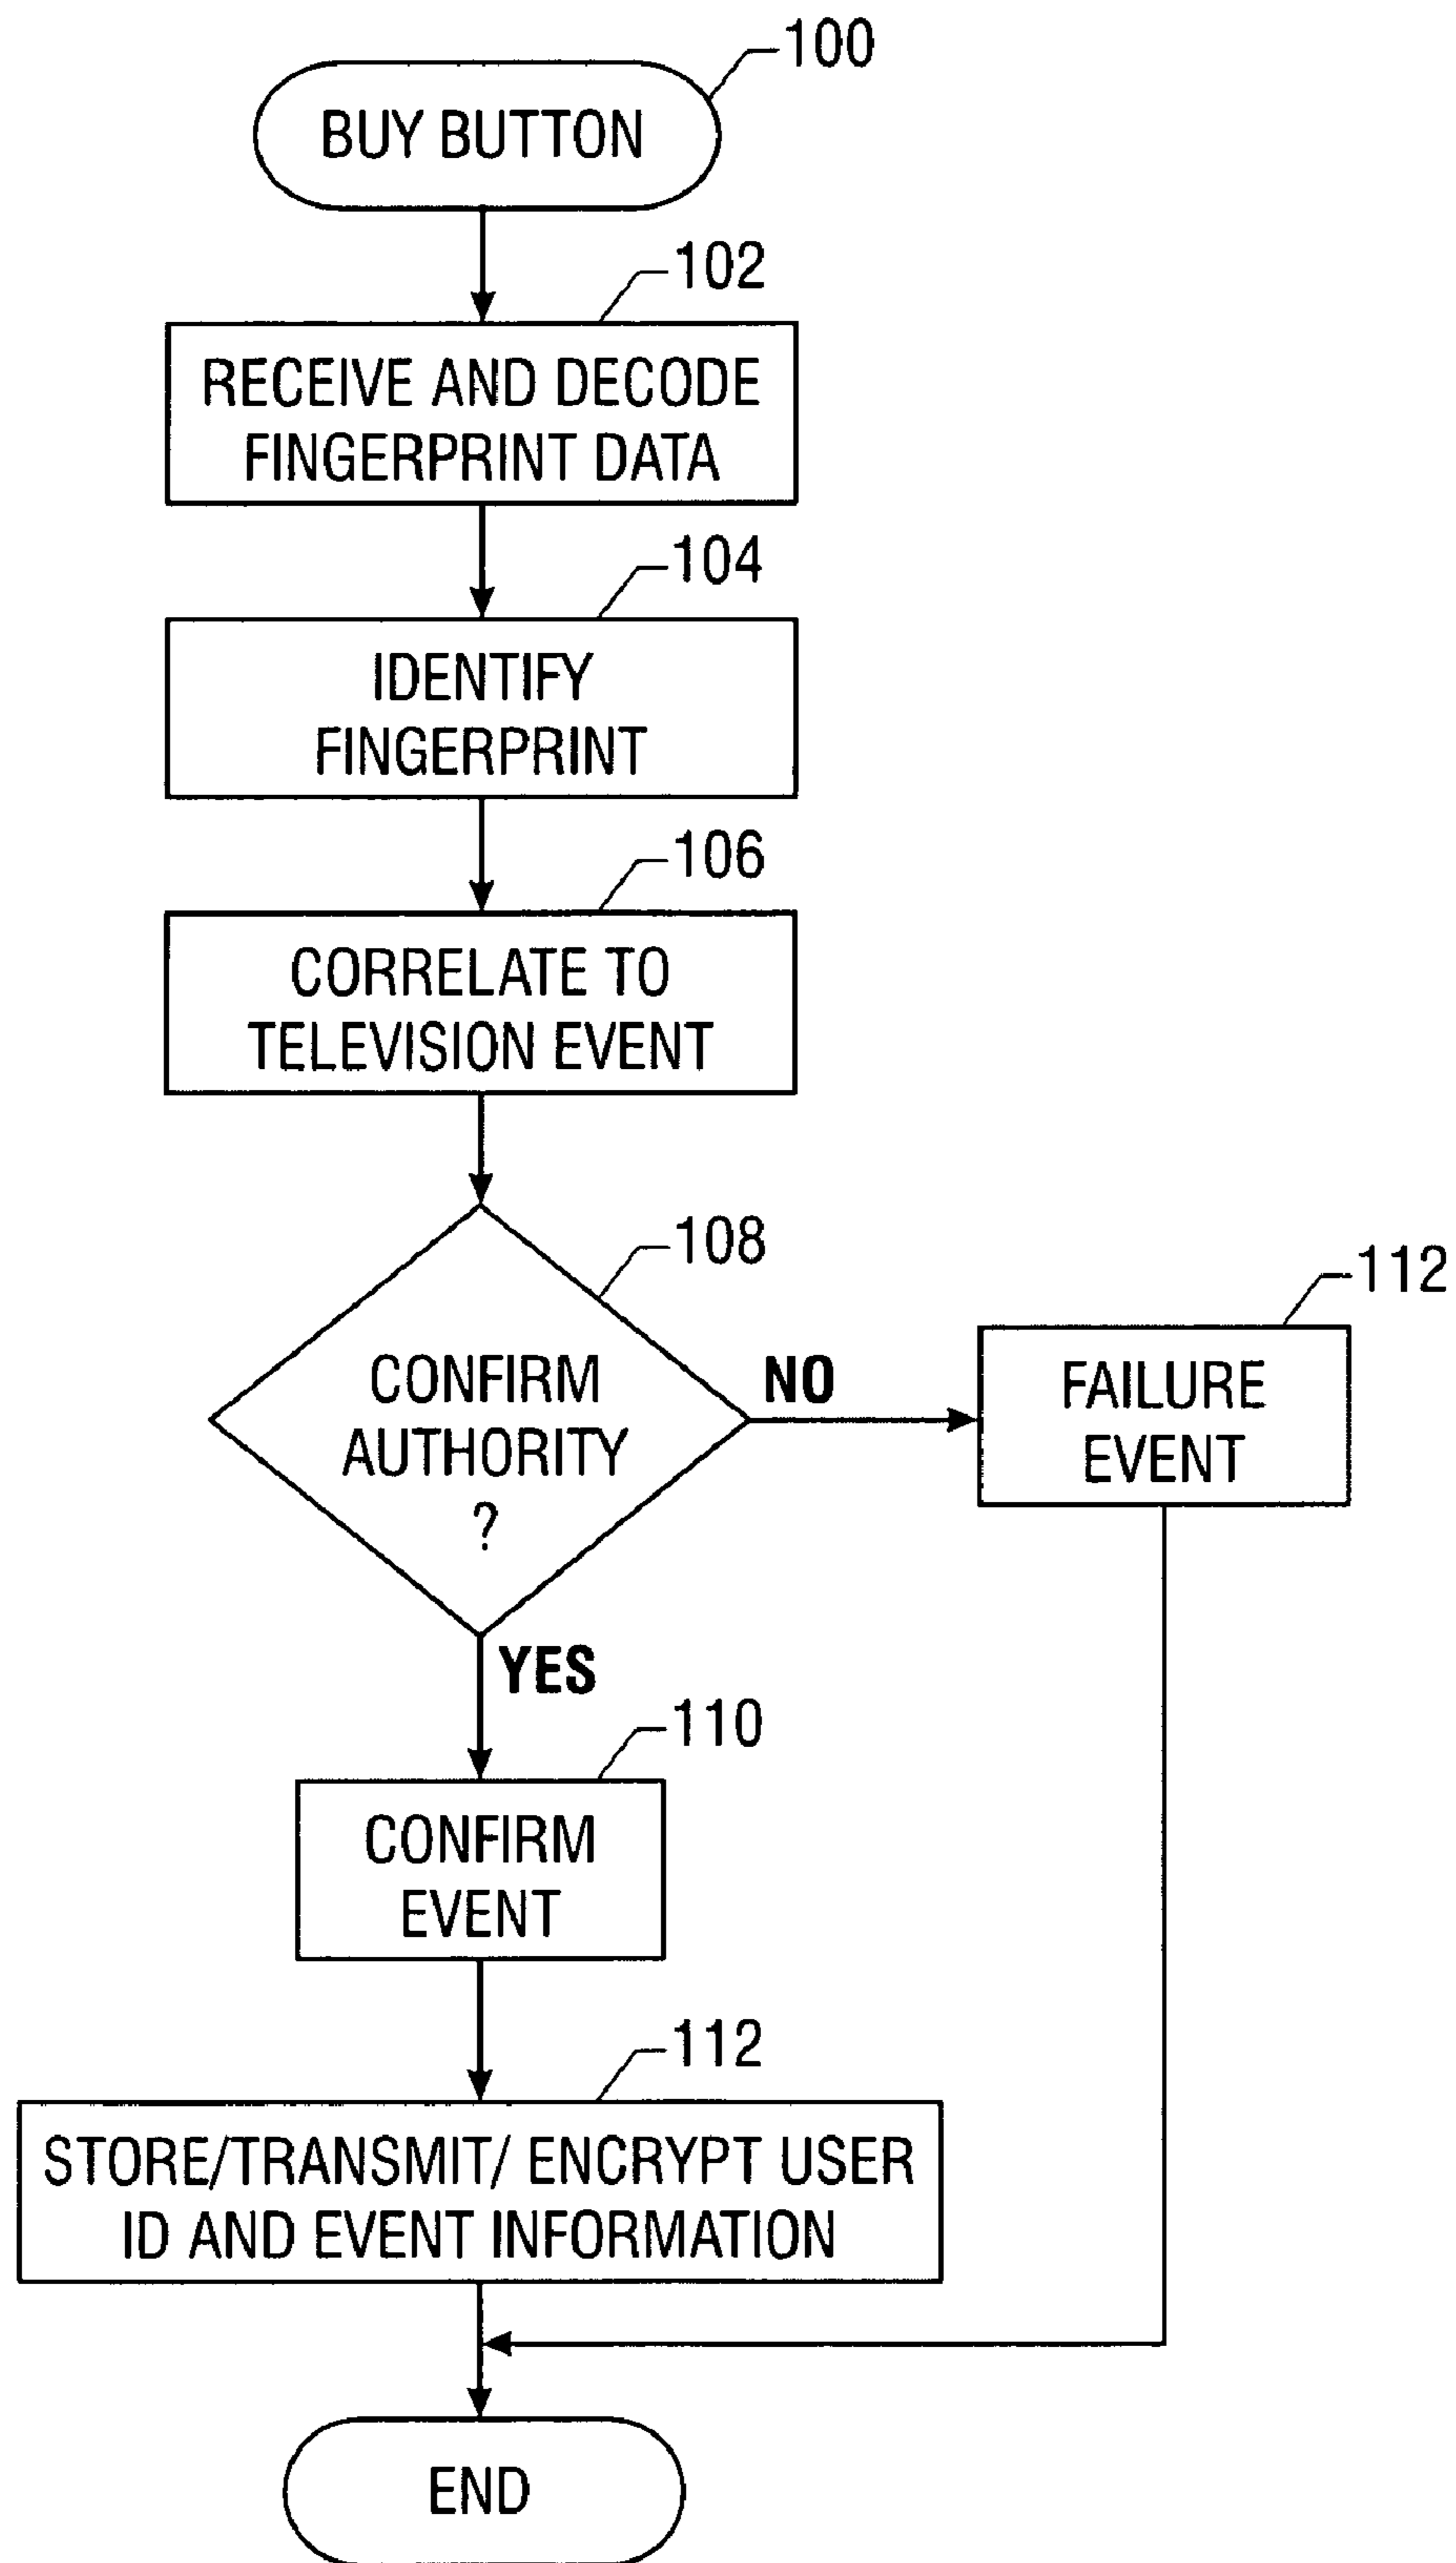 100
BUY BUTTON
102
RECEIVE AND DECODE
FINGERPRINT DATA
104
IDENTIFY
FINGERPRINT
106
CORRELATE TO
TELEVISION EVENT
108
CONFIRM
AUTHORITY
?
NO
112
FAILURE
EVENT
YES
110
CONFIRM
EVENT
112
STORE/TRANSMIT/ ENCRYPT USER
ID AND EVENT INFORMATION
END